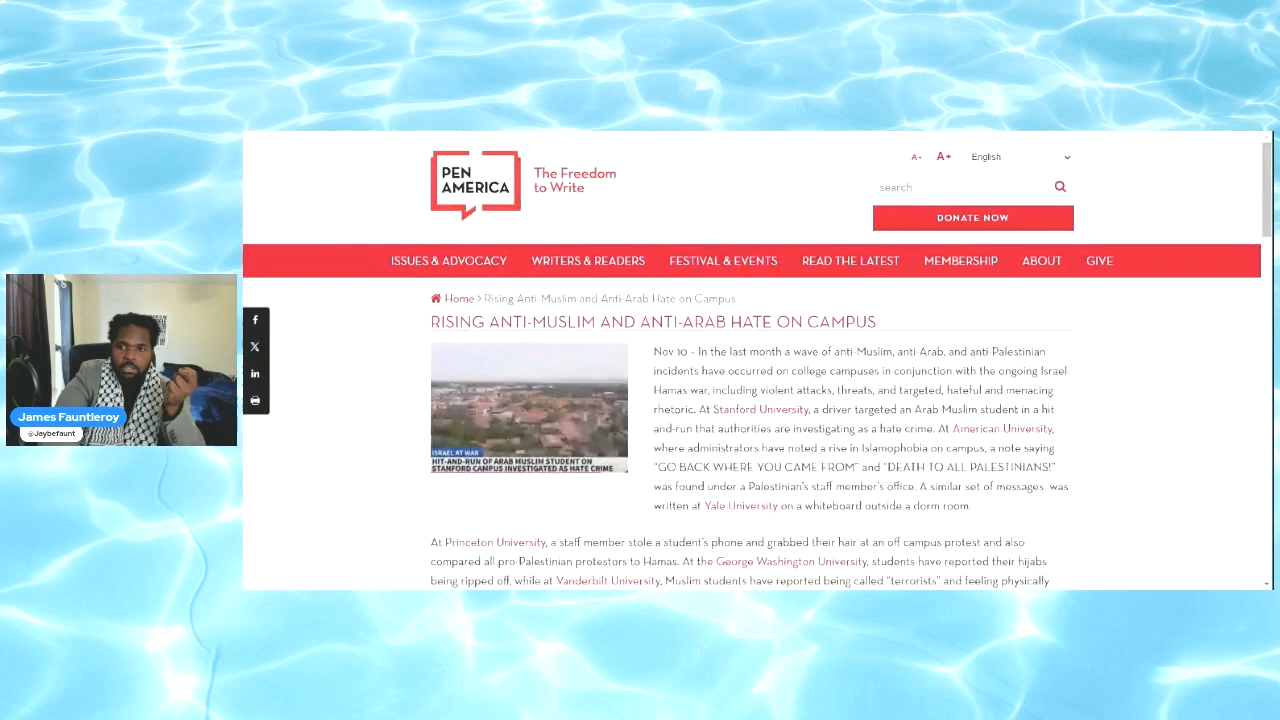 PEN
AMERICA
The Freedom
to Write
A-
A+
English
search
DONATE NOW
ISSUES & ADVOCACY
WRITERS & READERS
FESTIVAL & EVENTS
READ THE LATEST
MEMBERSHIP
ABOUT
GIVE
Home > Rising Anti-Muslim and Anti-Arab Hate on Campus
RISING ANTI-MUSLIM AND ANTI-ARAB HATE ON CAMPUS
ISRAEL AT WAR
HIT-AND-RUN OF ARAB MUSLIM STUDENT ON
STANFORD CAMPUS INVESTIGATED AS HATE CRIME
Nov 10 - In the last month a wave of anti-Muslim, anti-Arab, and anti-Palestinian
incidents have occurred on college campuses in conjunction with the ongoing Israel
Hamas war, including violent attacks, threats, and targeted, hateful and menacing
rhetoric. At Stanford University, a driver targeted an Arab Muslim student in a hit
and-run that authorities are investigating as a hate crime. At American University,
where administrators have noted a rise in Islamophobia on campus, a note saying
“GO BACK WHERE YOU CAME FROM” and “DEATH TO ALL PALESTINIANS!”
was found under a Palestinian's staff member's office. A similar set of messages was
written at Yale University on a whiteboard outside a dorm room.
At Princeton University, a staff member stole a student's phone and grabbed their hair at an off campus protest and also
compared all pro-Palestinian protestors to Hamas. At the George Washington University, students have reported their hijabs
being ripped off, while at Vanderbilt University, Muslim students have reported being called “terrorists” and feeling physically
James Fauntleroy
@Jaybefaunt